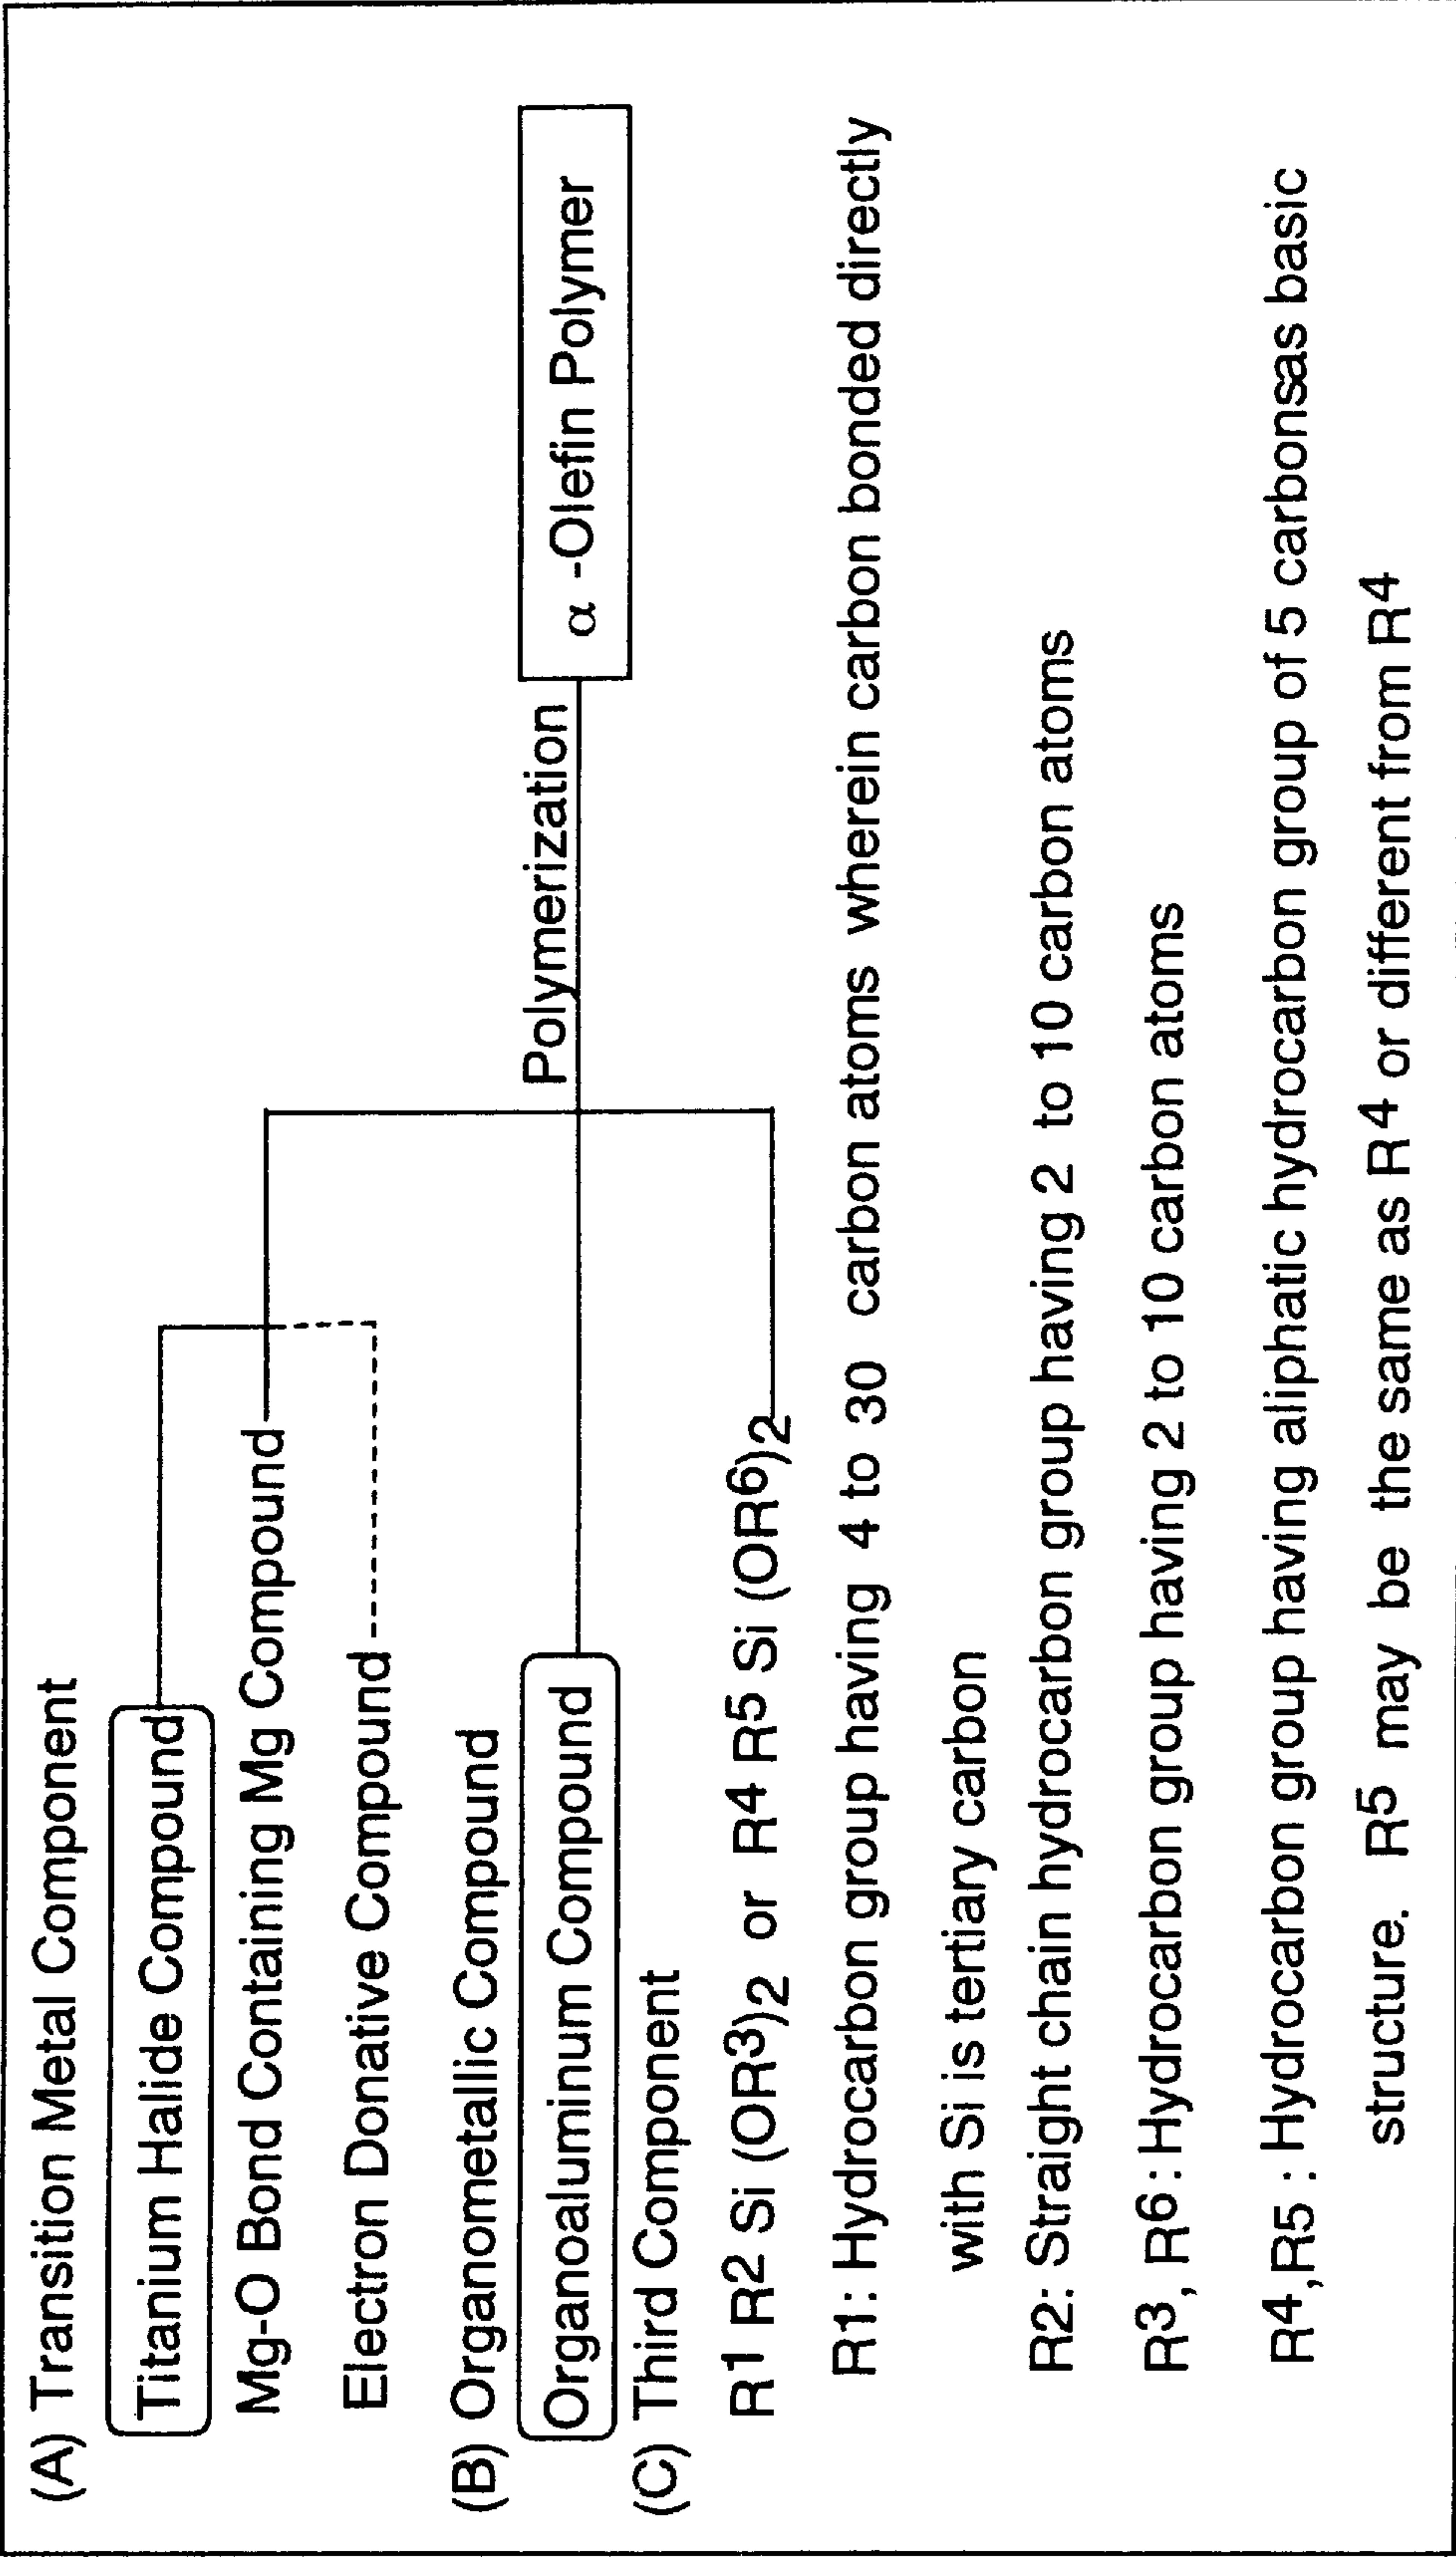 (A) Transition Metal Component
Titanium Halide Compound
Mg-O Bond Containing Mg Compound
Electron Donative Compound
(B) Organometallic Compound
Organoaluminum Compound
Polymerization
α -Olefin Polymer
(C) Third Component
R1 R2 Si (OR3)2 or R4 R5 Si (OR6)2
R1: Hydrocarbon group having 4 to 30 carbon atoms wherein carbon bonded directly
with Si is tertiary carbon
R2: Straight chain hydrocarbon group having 2 to 10 carbon atoms
R3, R6 : Hydrocarbon group having 2 to 10 carbon atoms
R4,R5 : Hydrocarbon group having aliphatic hydrocarbon group of 5 carbonsas basic
structure. R5 may be the same as R4 or different from R4